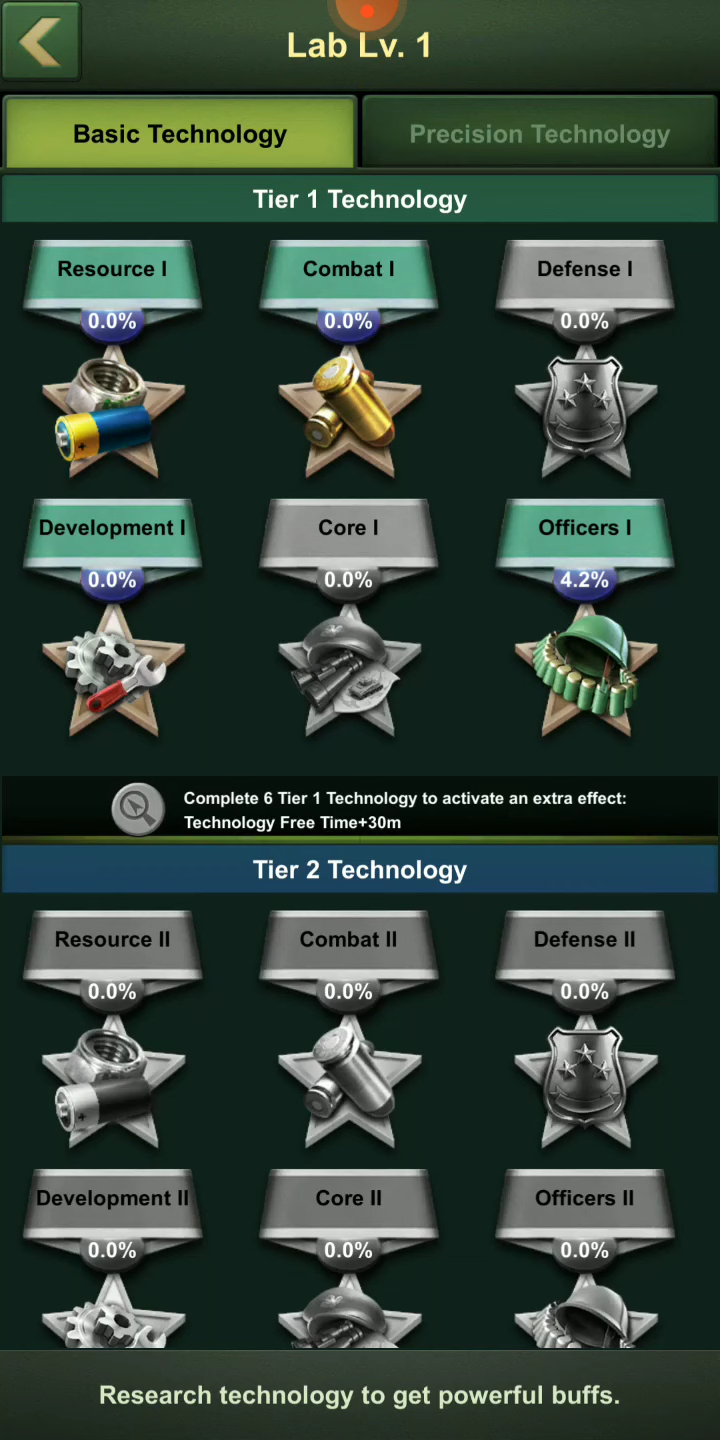 Lab Lv. 1
Basic Technology
Precision Technology
Tier 1 Technology
Resource I
Combat I
Defense I
0.0%
0.0%
0.0%
Development I
Core I
Officers I
0.0%
0.0%
4.2%
Complete 6 Tier 1 Technology to activate an extra effect:
Technology Free Time+30m
Tier 2 Technology
Resource II
Combat II
Defense II
0.0%
0.0%
0.0%
Development II
Core II
Officers II
0.0%
0.0%
0.0%
Research technology to get powerful buffs.